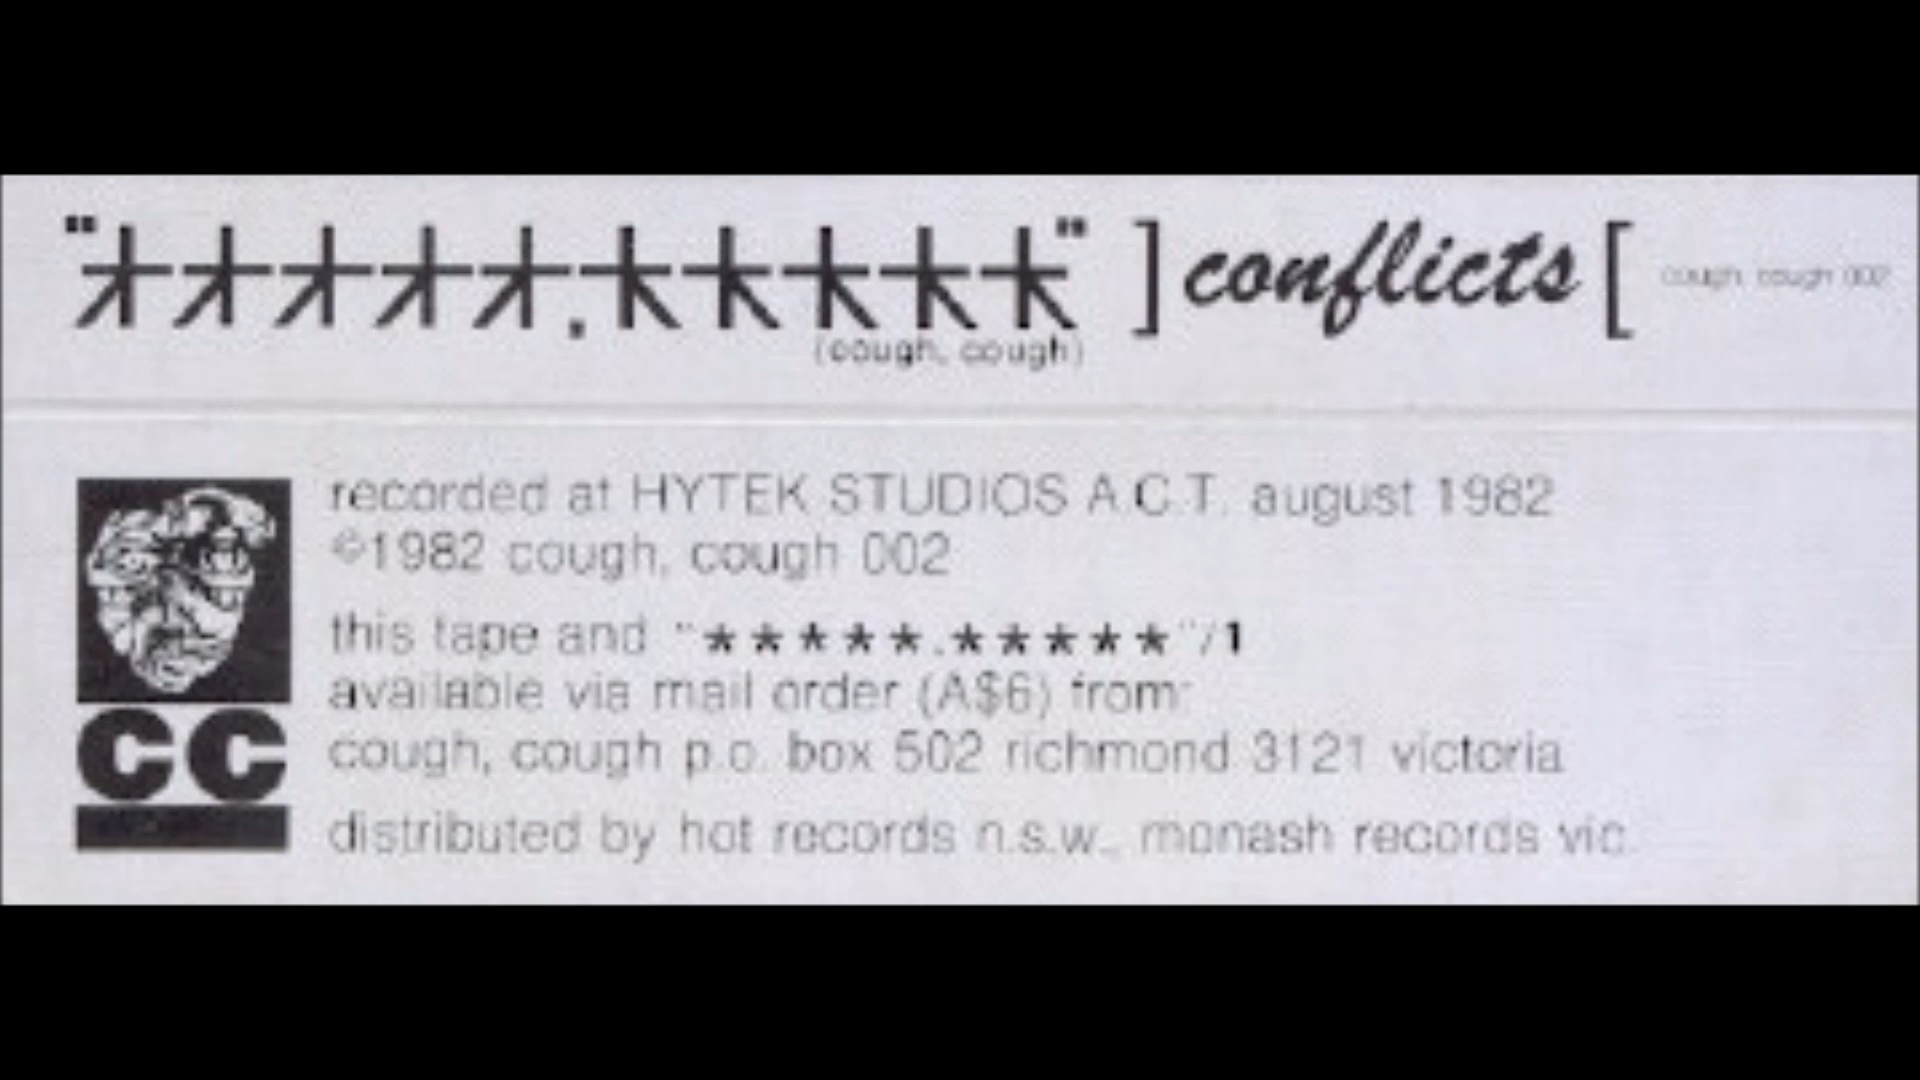 "*****.*****" ]conflicts[ cough, cough 002
(cough, cough)
recorded at HYTEK STUDIOS A.C.T. august 1982
©1982 cough, cough 002
this tape and "*****.*****"/1
available via mail order (A$6) from:
CC
cough, cough p.o. box 502 richmond 3121 victoria
distributed by hot records n.s.w., monash records vic.